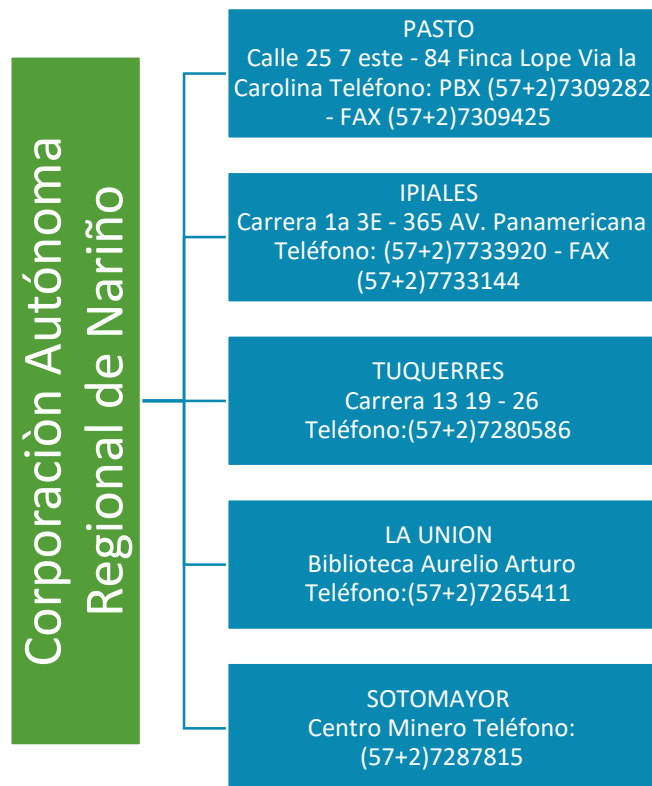 Corporaciòn Autónoma
Regional de Nariño
PASTO
Calle 25 7 este - 84 Finca Lope Via la
Carolina Teléfono: PBX (57+2)7309282
- FAX (57+2)7309425
IPIALES
Carrera 1a 3E - 365 AV. Panamericana
Teléfono: (57+2)7733920 - FAX
(57+2)7733144
TUQUERRES
Carrera 13 19 - 26
Teléfono:(57+2)7280586
LA UNION
Biblioteca Aurelio Arturo
Teléfono:(57+2)7265411
SOTOMAYOR
Centro Minero Teléfono:
(57+2)7287815